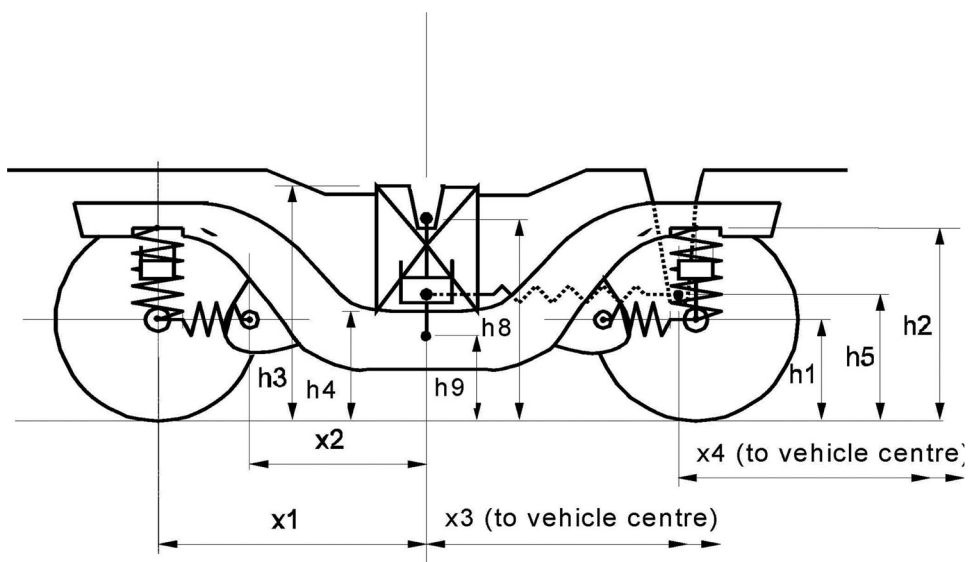 h8
h2
h5
h3
h4
h9
h1
x2
x4 (to vehicle centre)
x1
x3 (to vehicle centre)